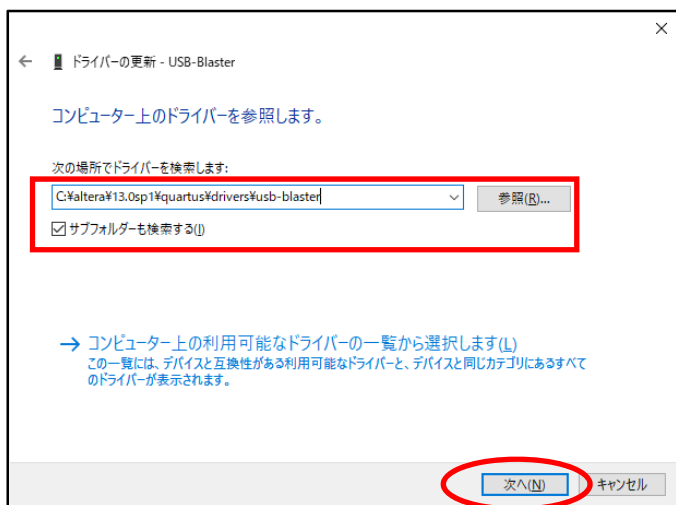 ドライバーの更新 - USB-Blaster
コンピューター上のドライバーを参照します。
次の場所でドライバーを検索します:
C:¥altera¥13.0sp1¥quartus¥drivers¥usb-blaster
参照(R)...
サブフォルダーも検索する(I)
コンピューター上の利用可能なドライバーの一覧から選択します(L)
この一覧には、デバイスと互換性がある利用可能なドライバーと、デバイスと同じカテゴリにあるすべて
のドライバーが表示されます。
次へ(N)
キャンセル